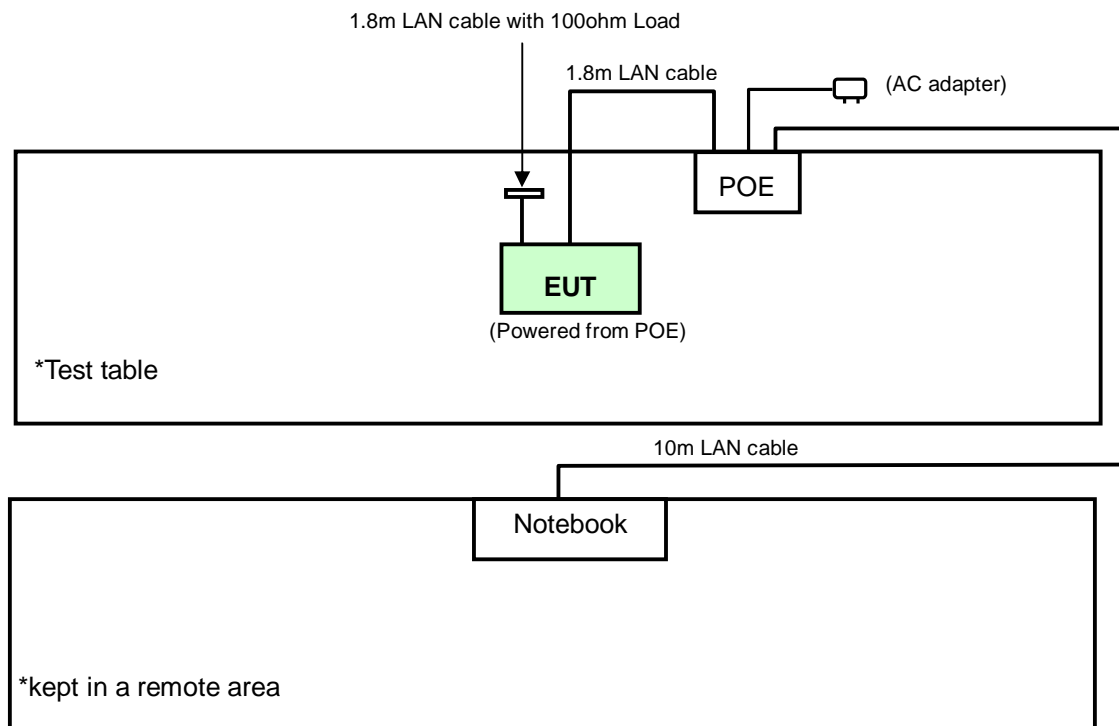 1.8m LAN cable with 100ohm Load
1.8m LAN cable
(AC adapter)
POE
EUT
(Powered from POE)
*Test table
10m LAN cable
Notebook
*kept in a remote area